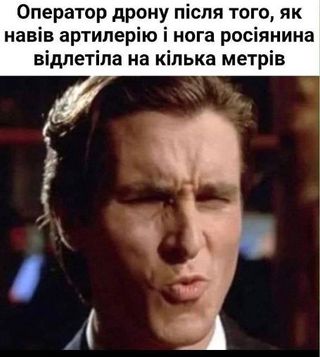 Оператор дрону після того, як
навів артилерію і нога росіянина
відлетіла на кілька метрів